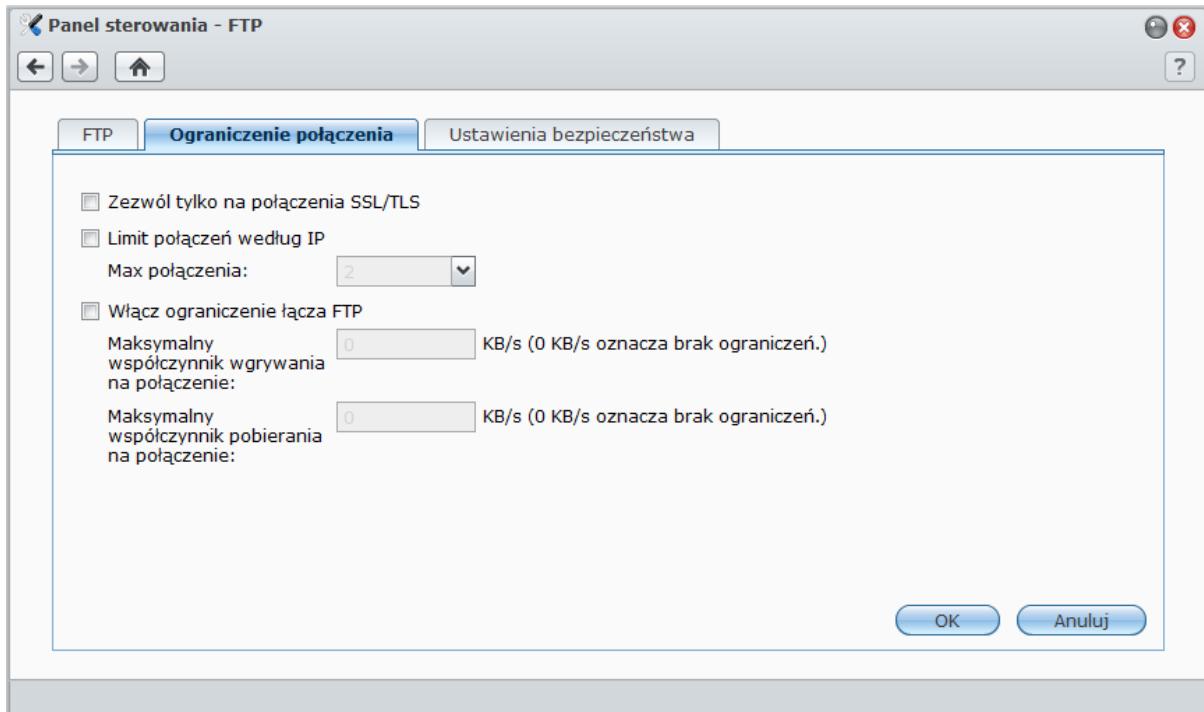 Panel sterowania - FTP
?
FTP
Ograniczenie połączenia
Ustawienia bezpieczeństwa
Zezwól tylko na połączenia SSL/TLS
Limit połączeń według IP
Max połączenia:
2
Włącz ograniczenie łącza FTP
Maksymalny
współczynnik wgrywania
na połączenie:
0
KB/s (0 KB/s oznacza brak ograniczeń.)
Maksymalny
współczynnik pobierania
na połączenie:
0
KB/s (0 KB/s oznacza brak ograniczeń.)
OK
Anuluj